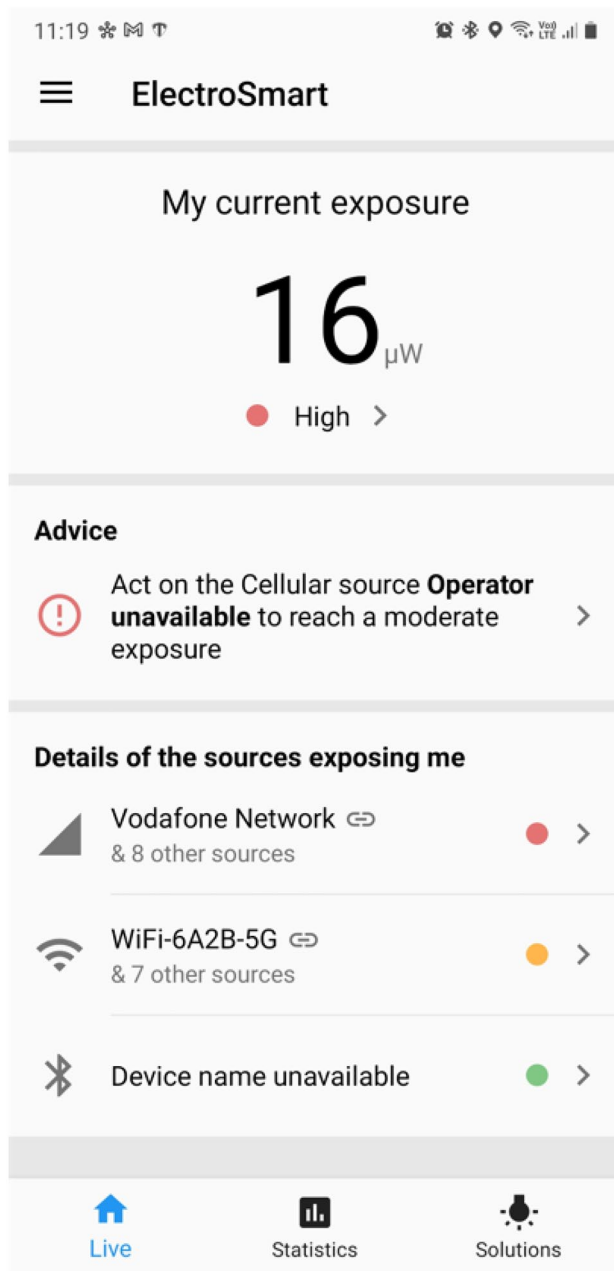 11:19
Vo)) LTE
ElectroSmart
My current exposure
16 µW
High
Advice
Act on the Cellular source Operator
unavailable to reach a moderate
exposure
Details of the sources exposing me
Vodafone Network
& 8 other sources
WiFi-6A2B-5G
& 7 other sources
Device name unavailable
Live
Statistics
Solutions